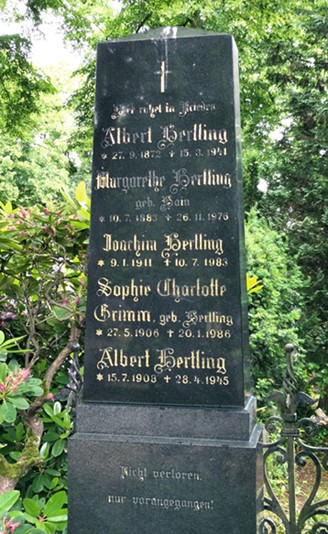 Hier ruhet in Frieden
Albert Hertling
* 27.9.1872 + 15.3.1941
Margarethe Hertling
geb. Hain
* 10.7.1883 + 26.11.1976
Joachim Hertling
* 9.1.1911 + 10.7.1983
Sophie Charlotte
Grimm, geb. Hertling
* 27.5.1906 + 20.1.1986
Albert Hertling
* 15.7.1908 + 28.4.1945
Nicht verloren,
nur vorangegangen!